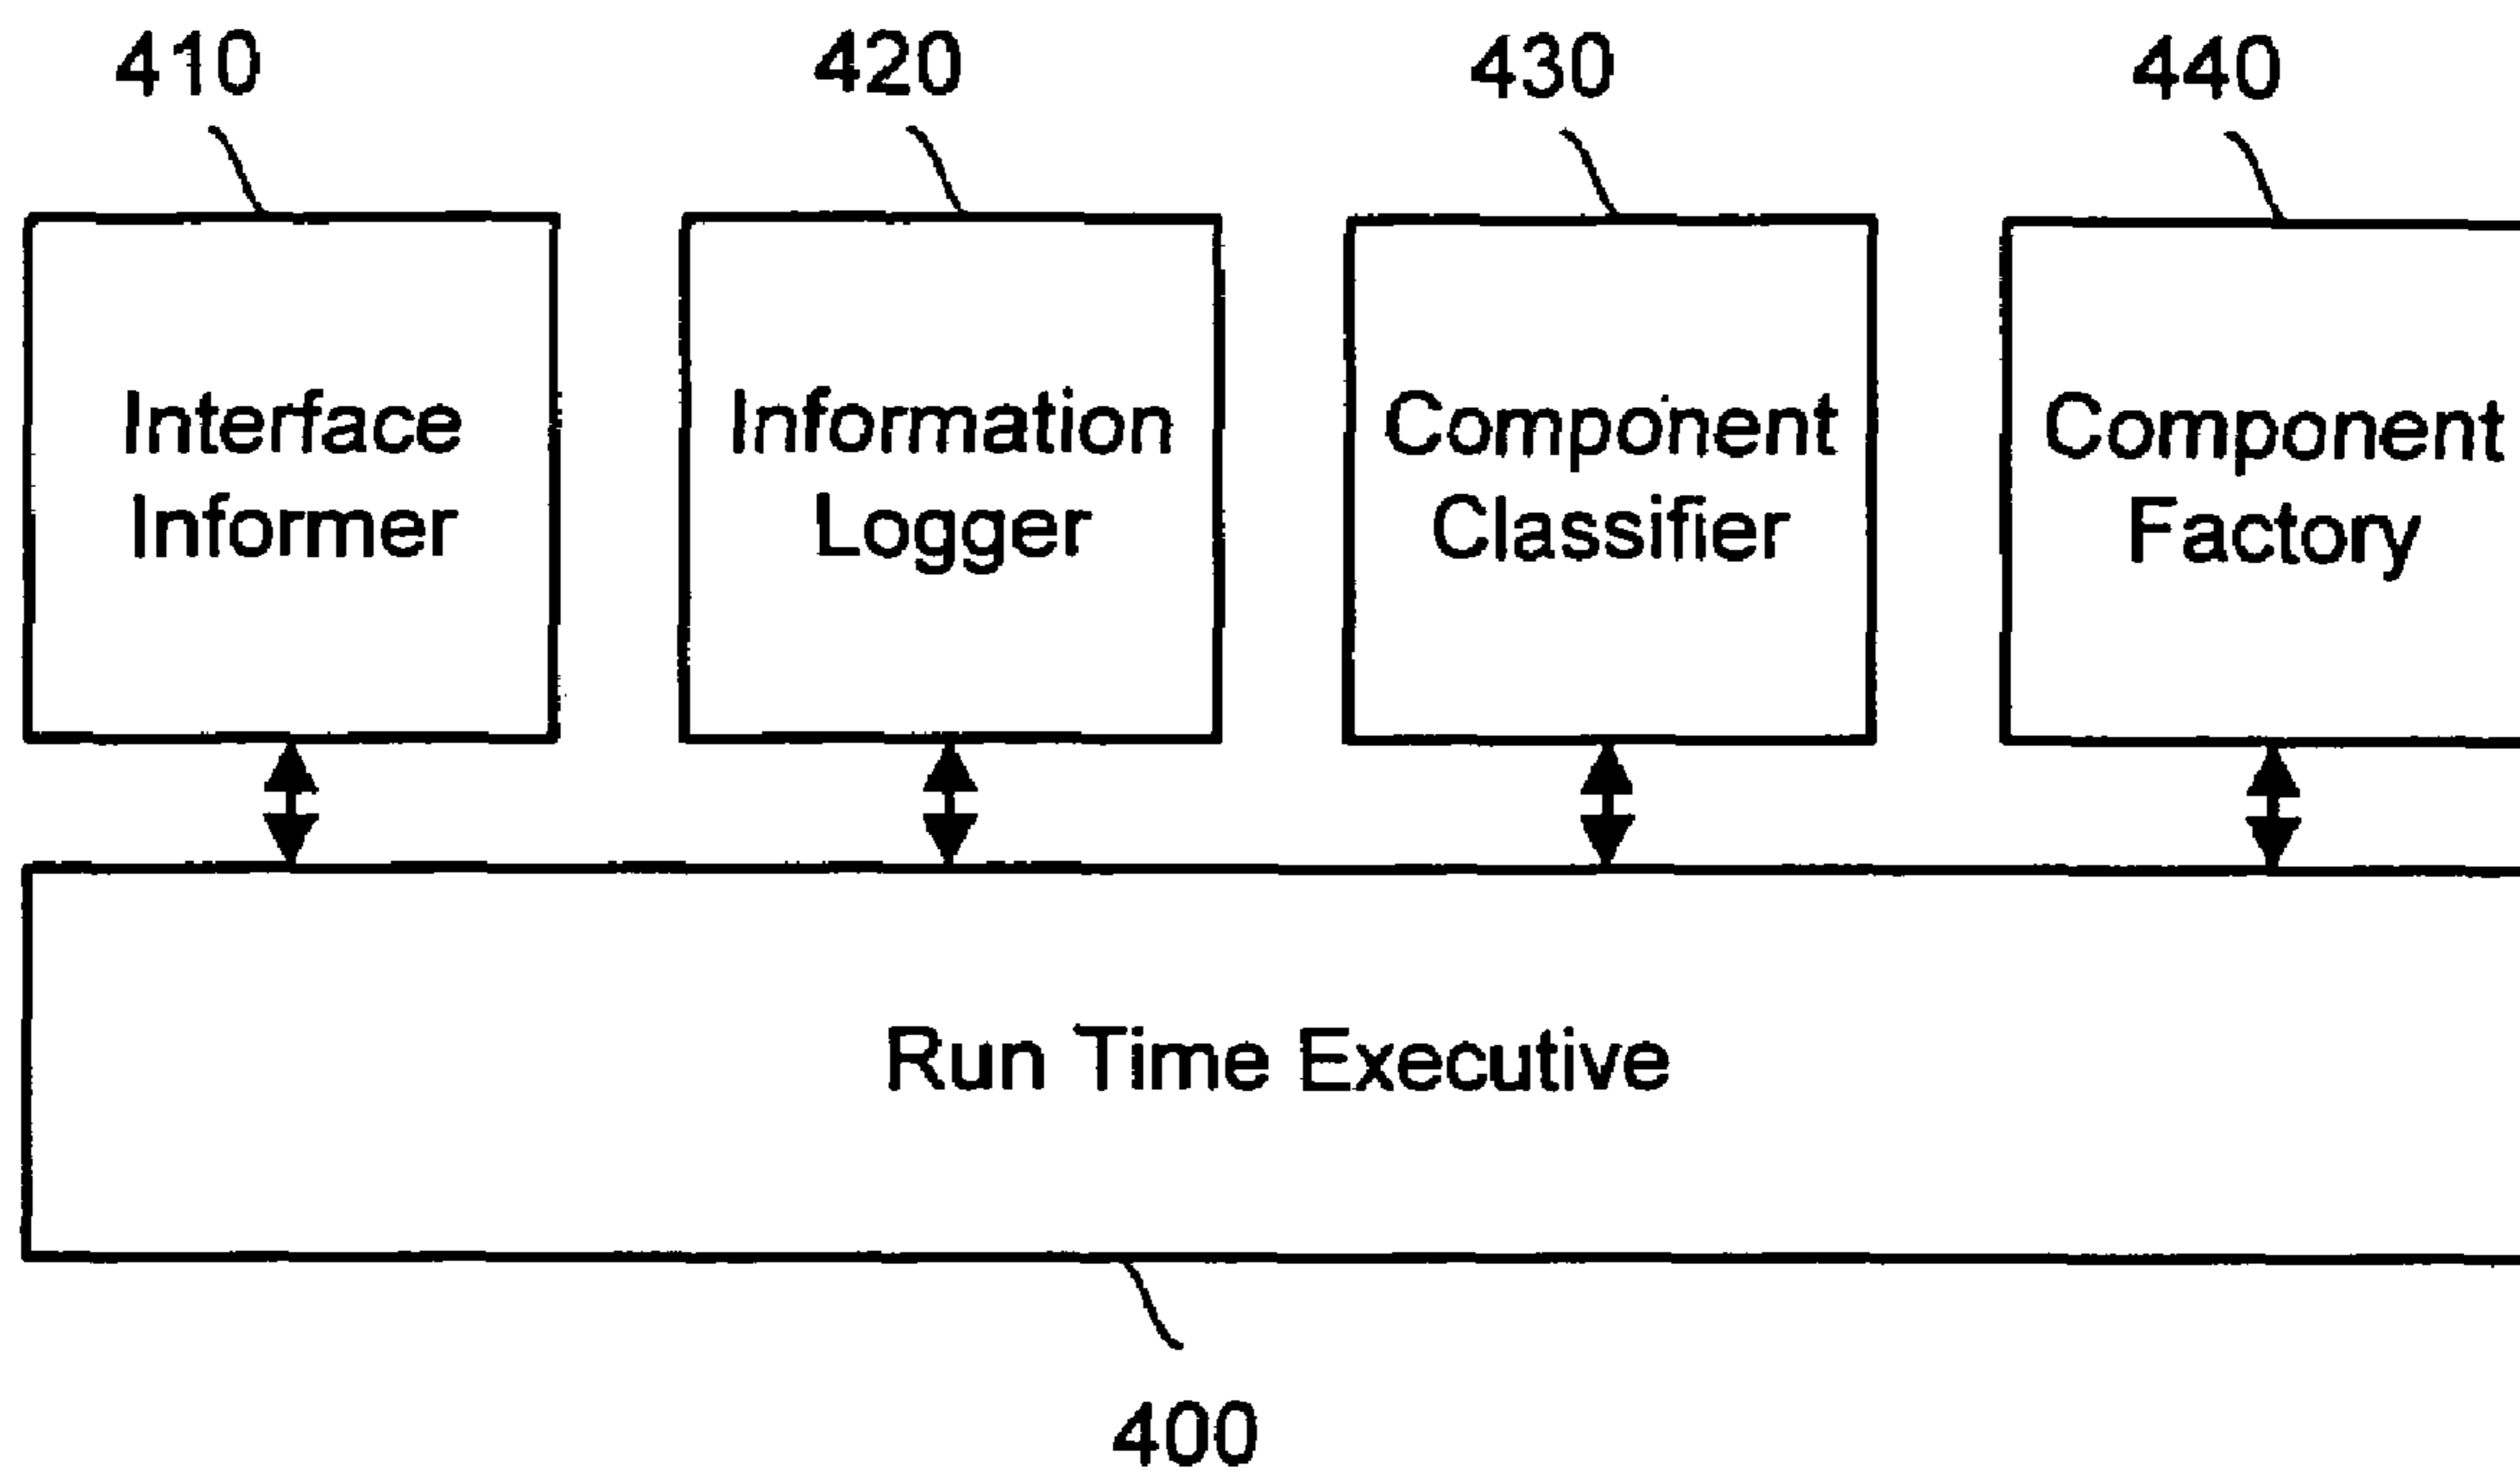 410
420
430
440
Interface
Informer
Information
Logger
Component
Classifier
Component
Factory
Run Time Executive
400